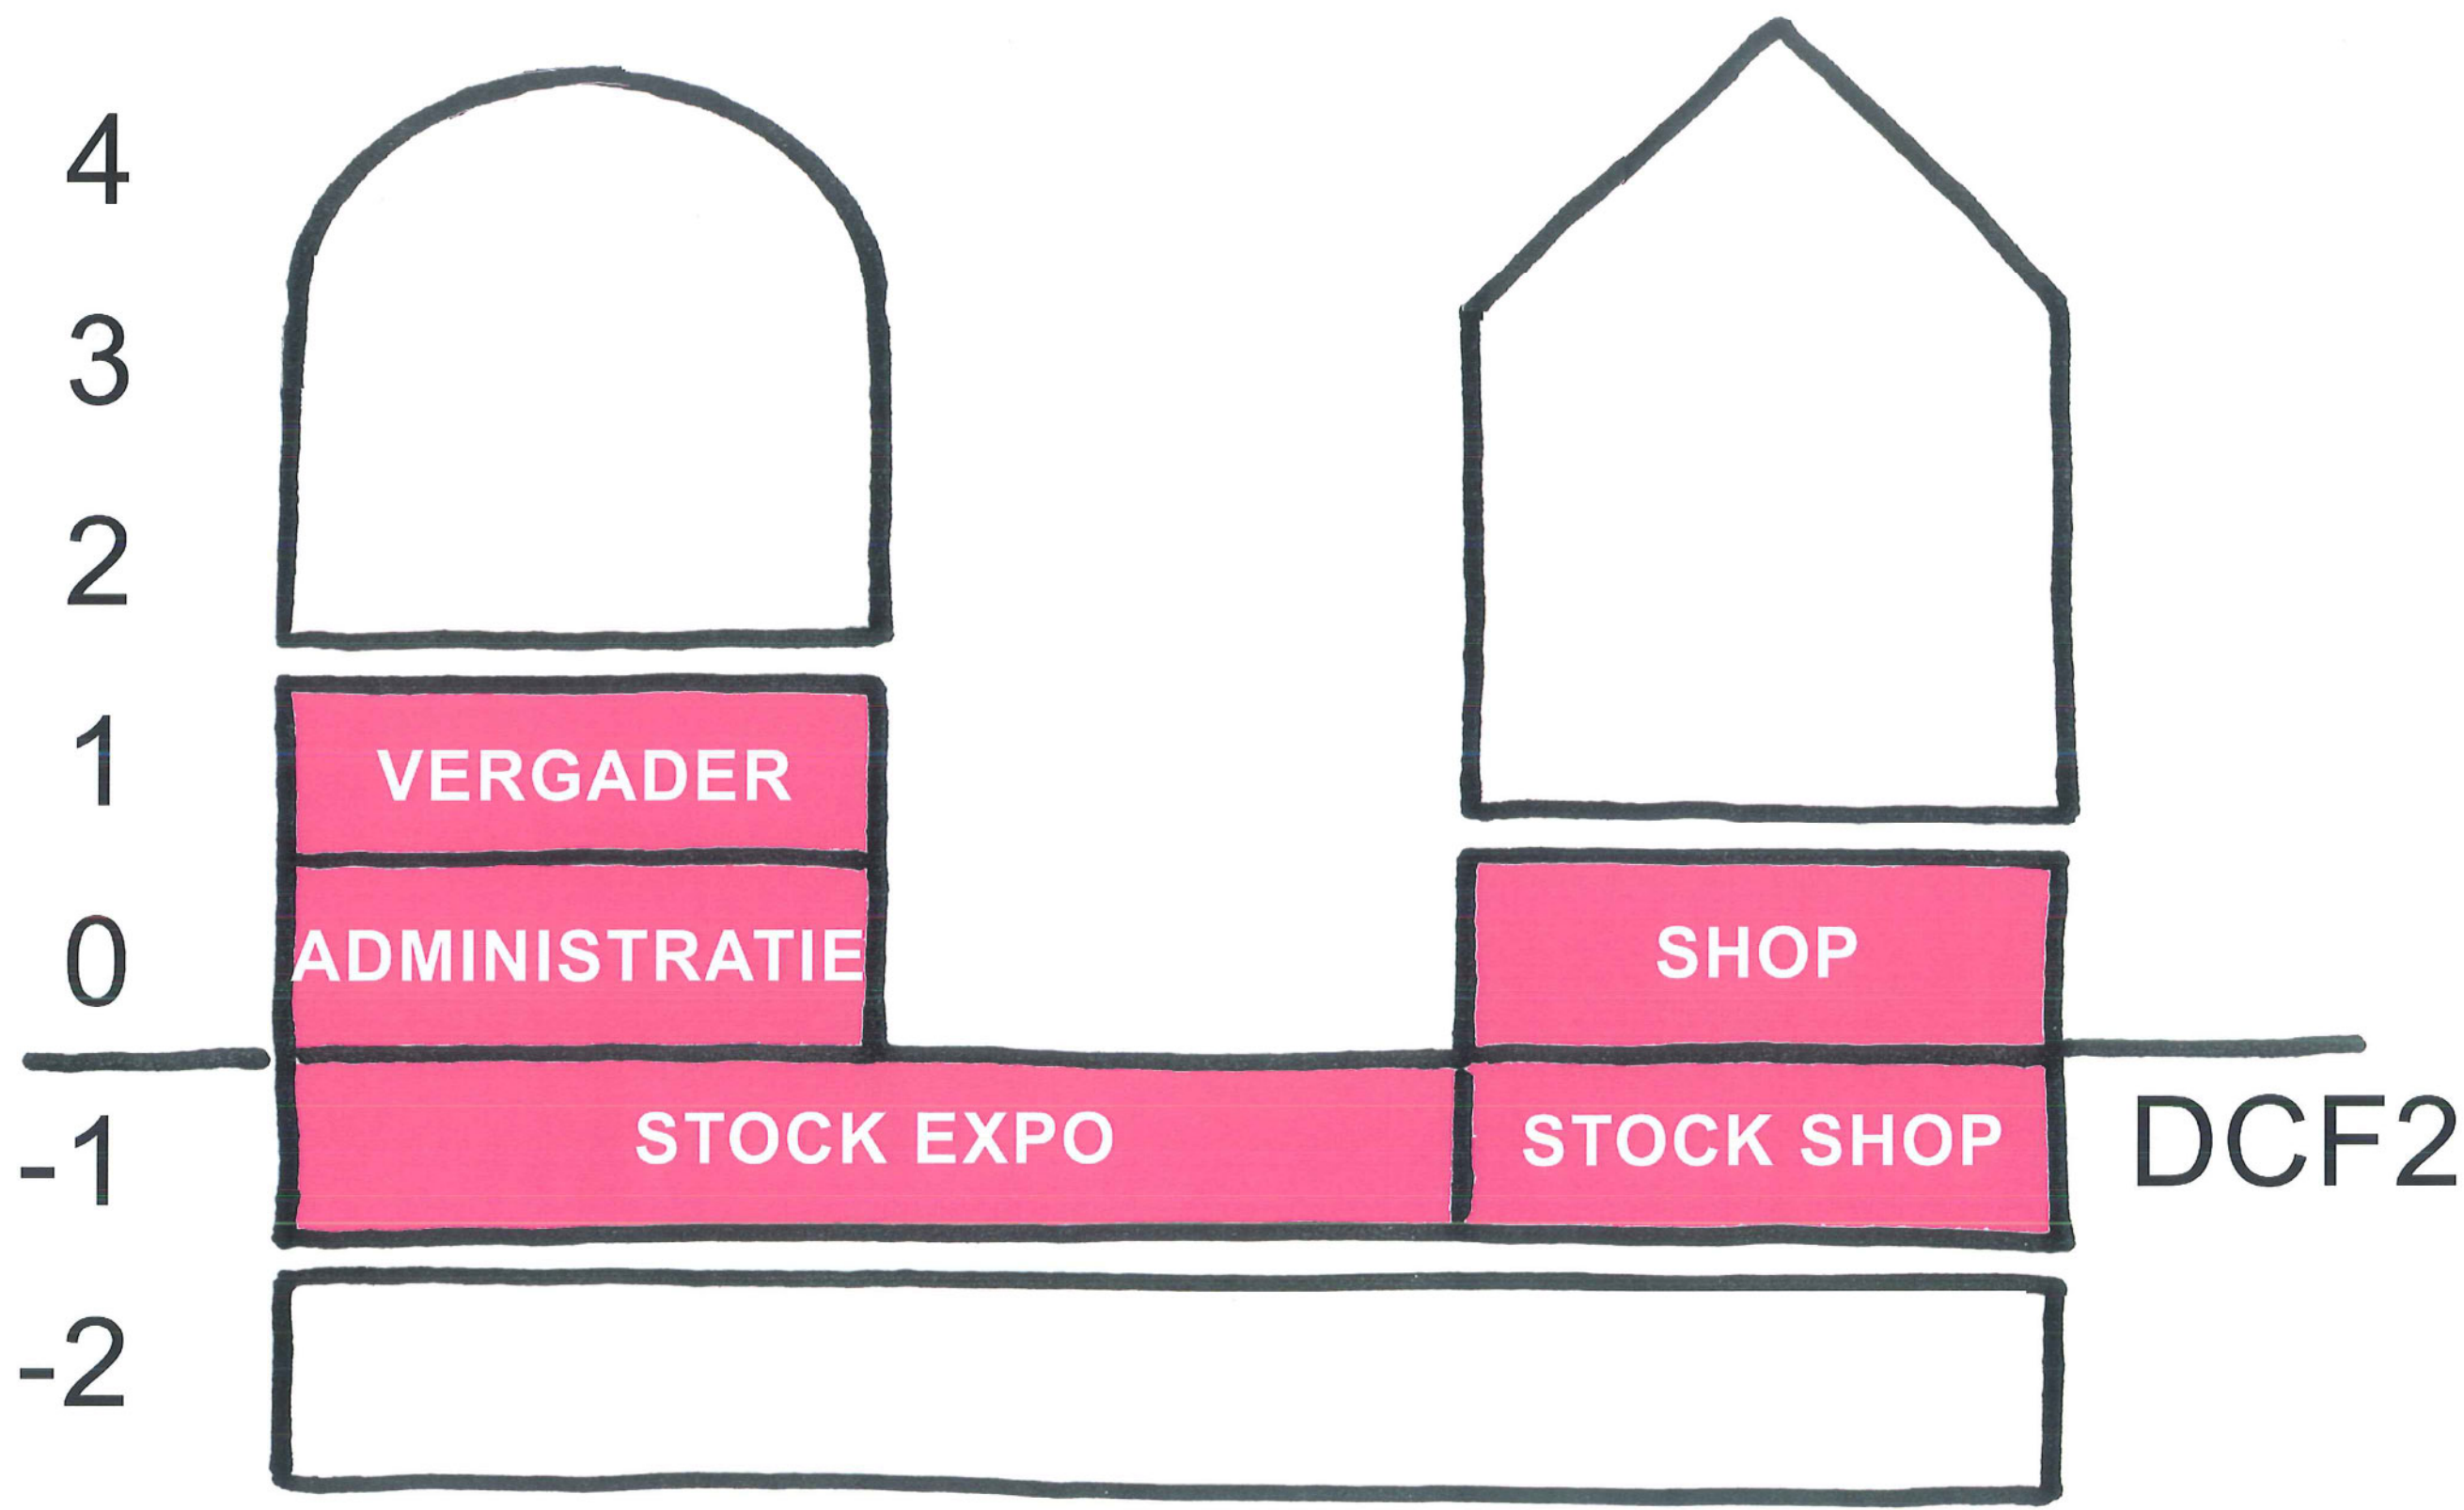 4
3
2
1
VERGADER
0
ADMINISTRATIE
SHOP
-1
STOCK EXPO
STOCK SHOP
DCF2
-2